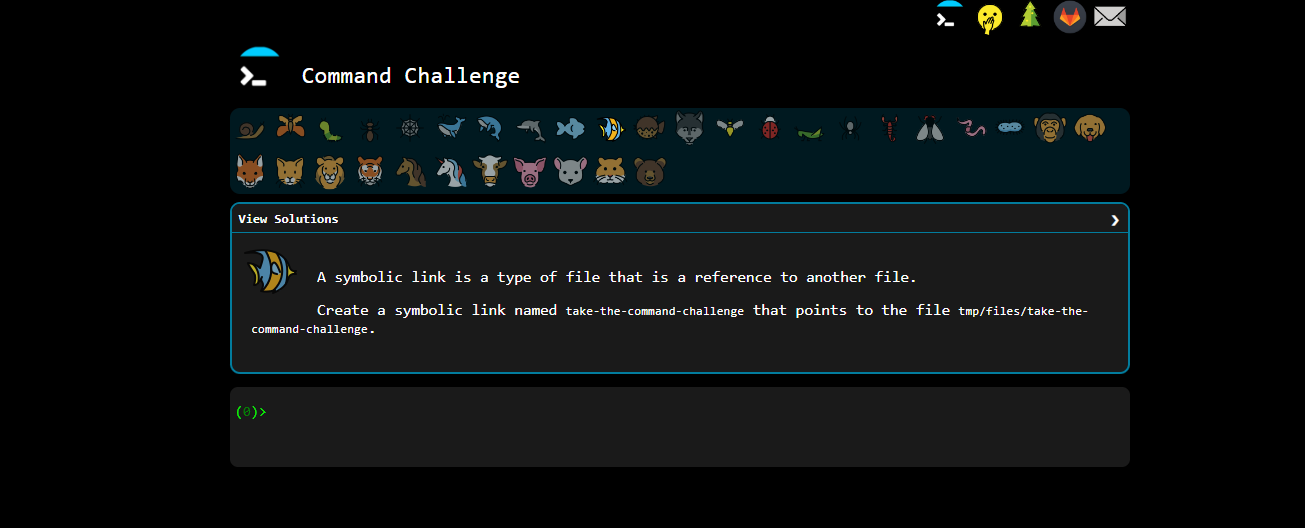 Command Challenge
View Solutions
A symbolic link is a type of file that is a reference to another file.
Create a symbolic link named take-the-command-challenge that points to the file tmp/files/take-the-
command-challenge.
(0)>